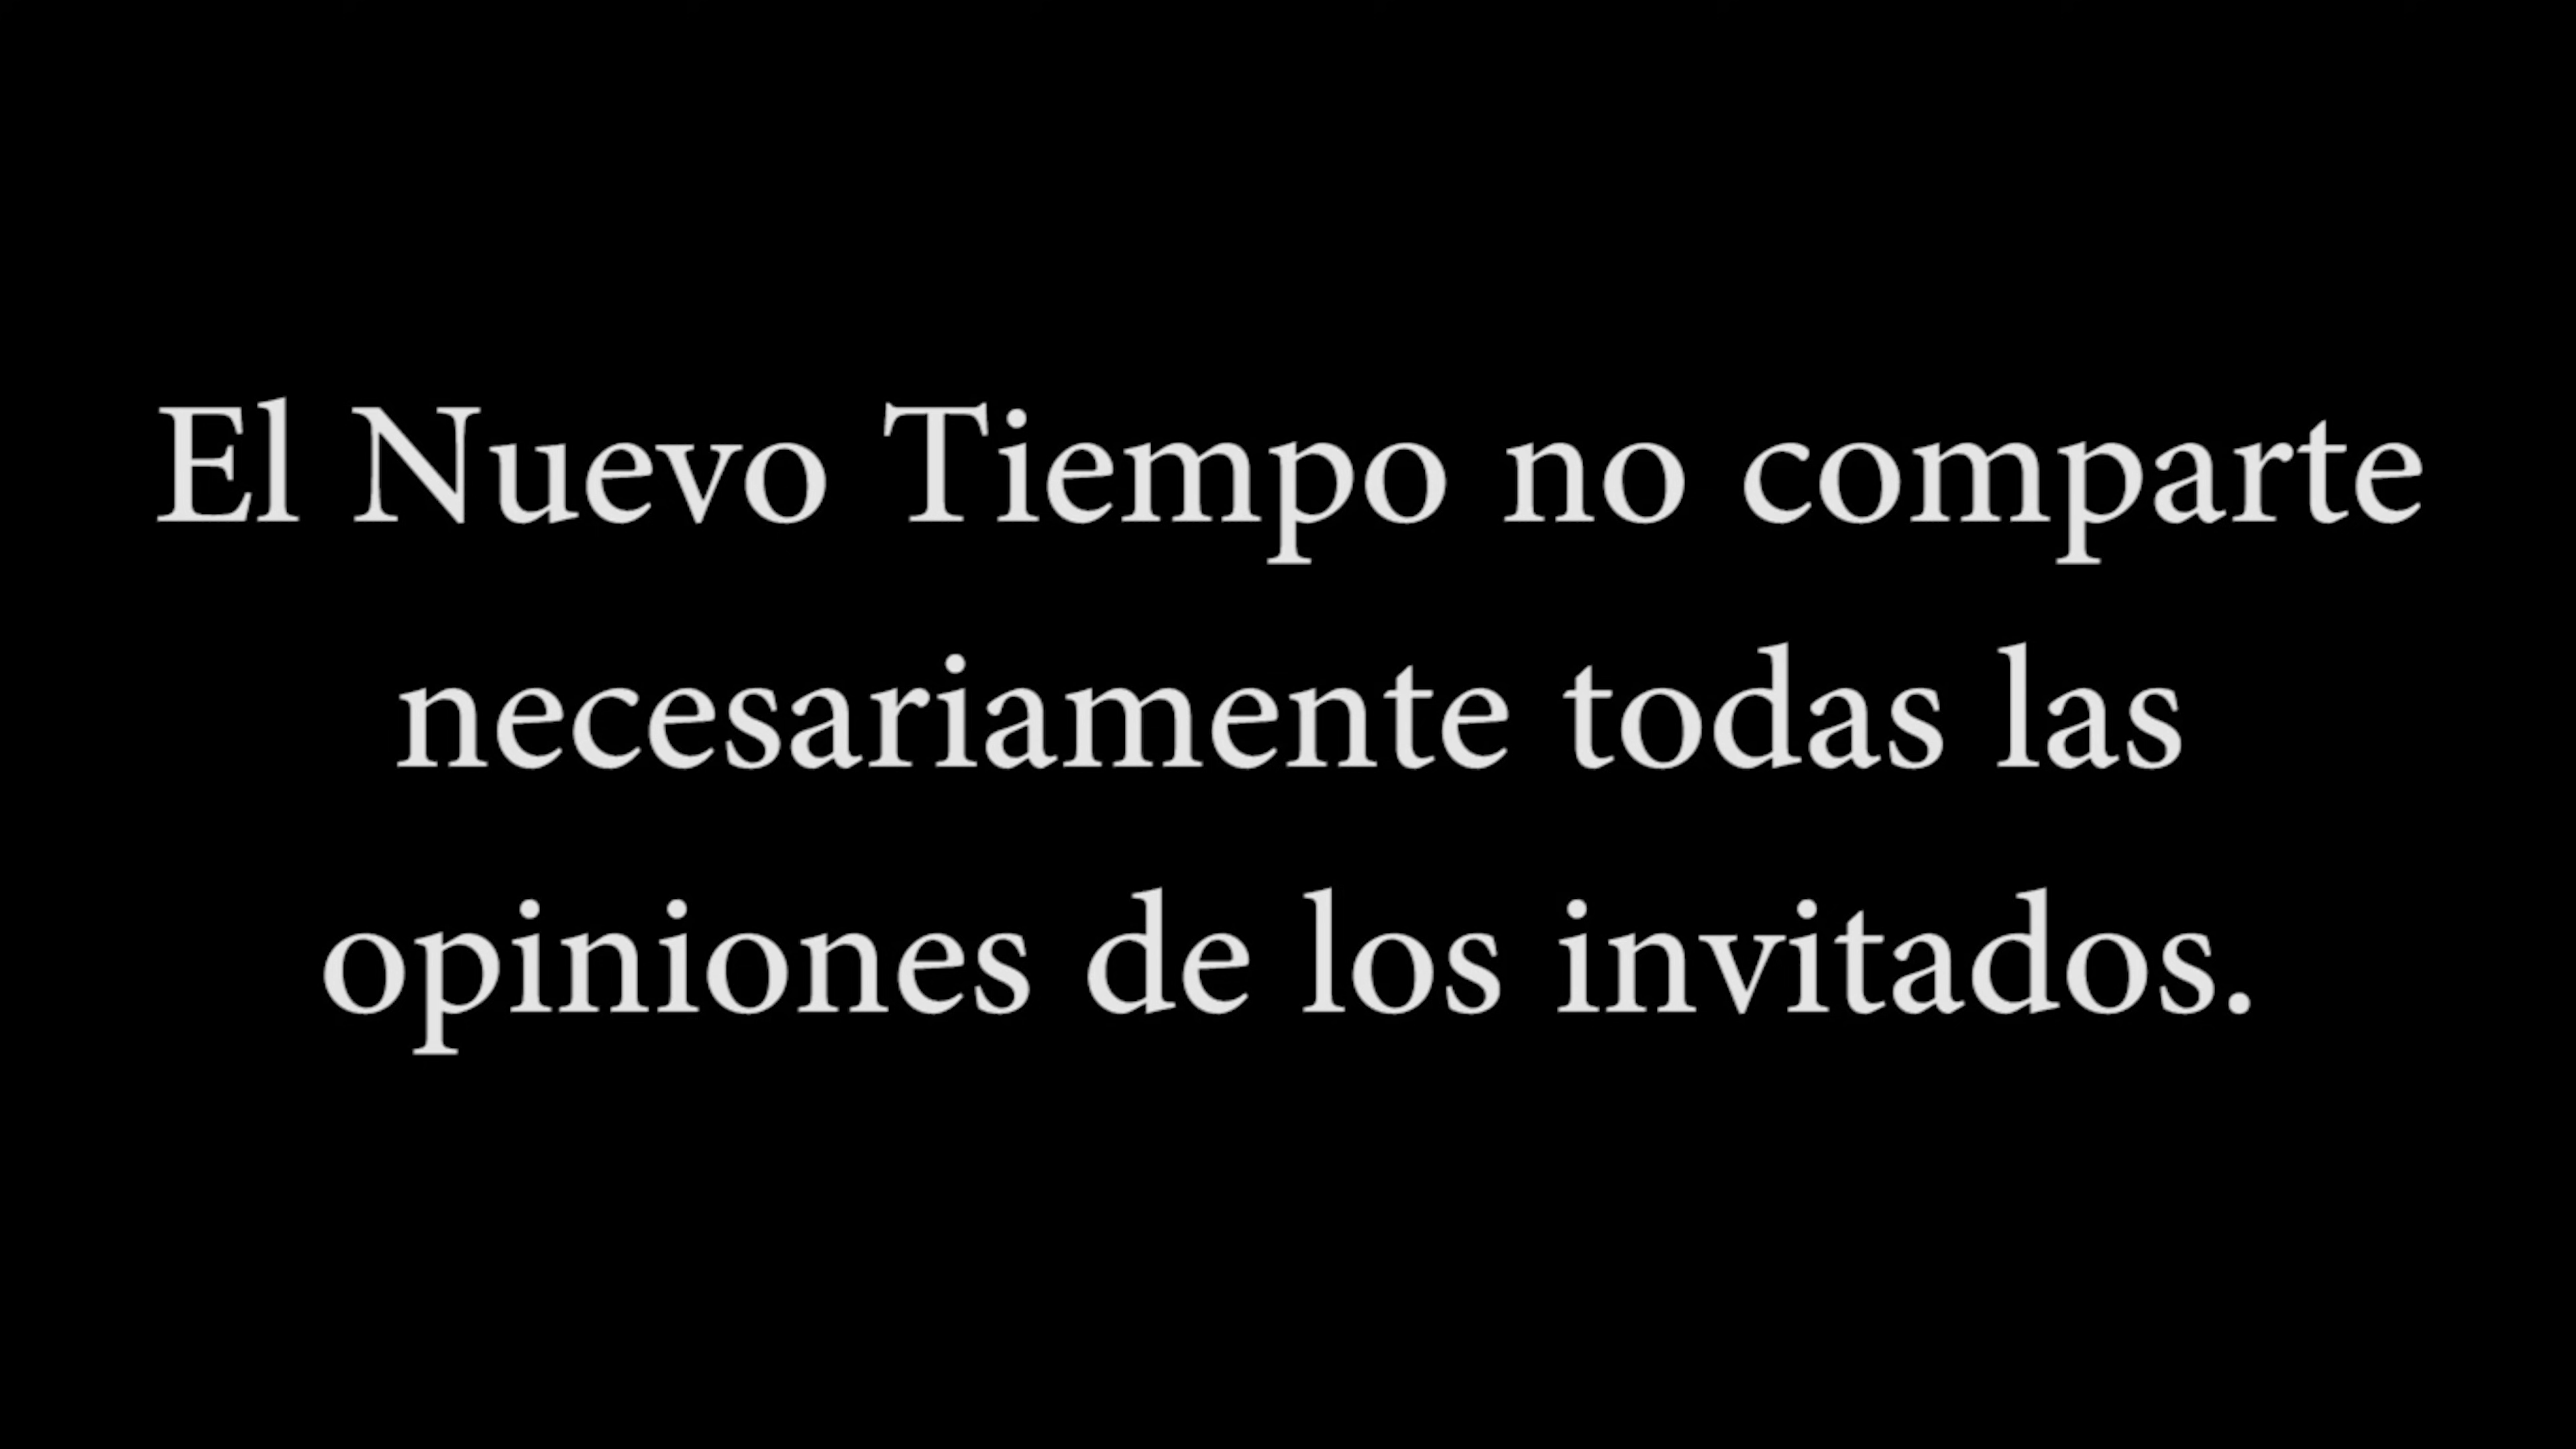 El Nuevo Tiempo no comparte
necesariamente todas las
opiniones de los invitados.